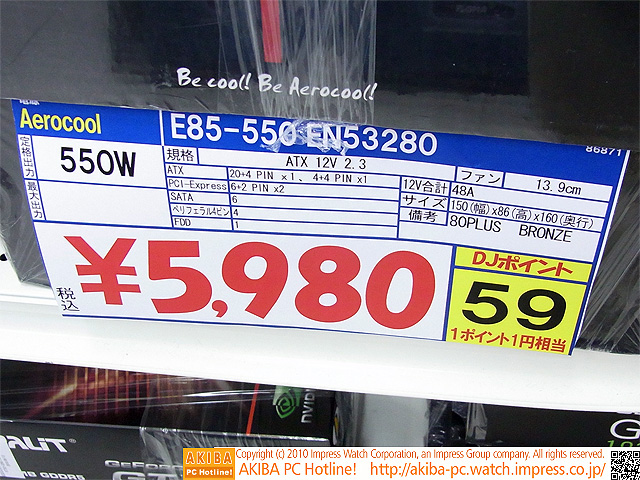 Be cool! Be Aerocool!
電源
Aerocool
E85-550 EN53280
86871
定格出力
550W
最大出力
規格
ATX 12V 2.3
ATX
20+4 PIN x1、4+4 PIN x1
PCI-Express
6+2 PIN x2
SATA
6
ペリフェラル4ピン
4
FDD
1
ファン
13.9cm
12V合計
48A
サイズ
150(幅)x86(高)x160(奥行)
備考
80PLUS BRONZE
税込
¥5,980
DJポイント
59
1ポイント1円相当
NVIDIA
GEFORCE
GT
AKIBA
PC Hotline!
Copyright (c) 2010 Impress Watch Corporation, an Impress Group company. All rights reserved.
AKIBA PC Hotline! http://akiba-pc.watch.impress.co.jp/